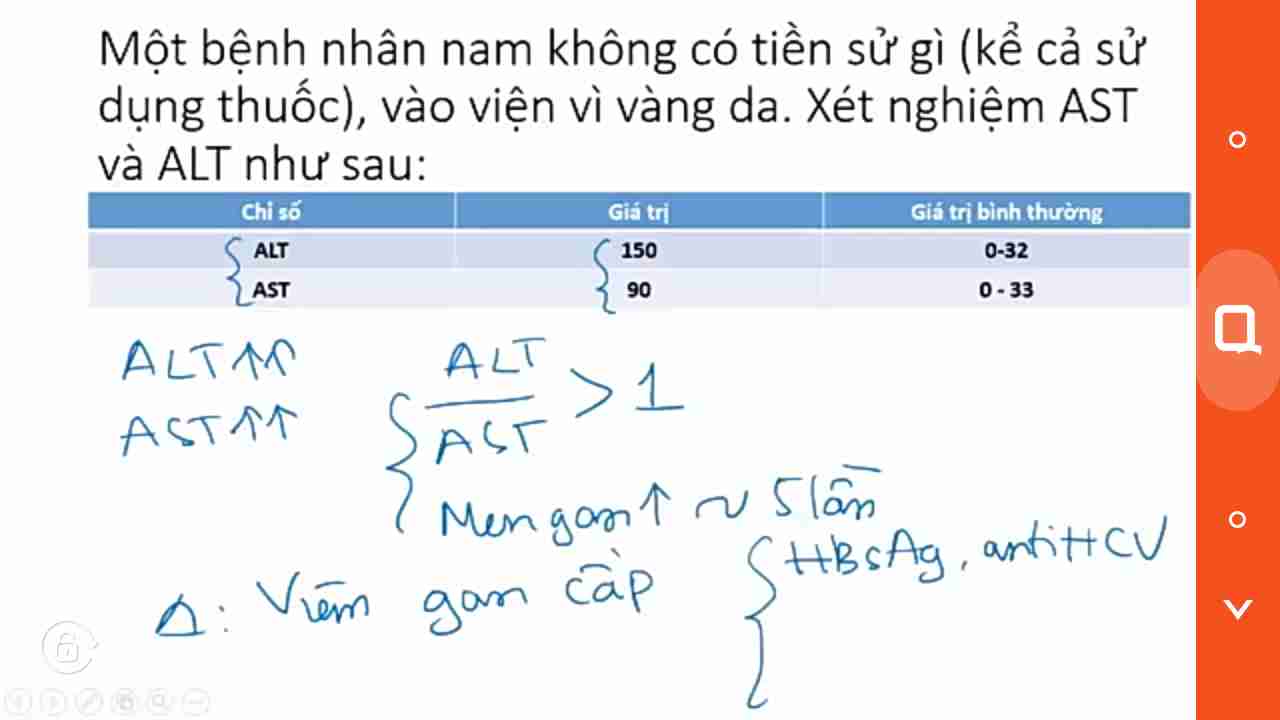 Một bệnh nhân nam không có tiền sử gì (kể cả sử
dụng thuốc), vào viện vì vàng da. Xét nghiệm AST
và ALT như sau:
Chỉ số Giá trị Giá trị bình thường
ALT 150 0-32
AST 90 0 - 33
ALT↑↑
AST↑↑
ALT
AST
> 1
Men gan↑ ~ 5 lần
HBsAg, antiHCV
Δ: Viêm gan cấp